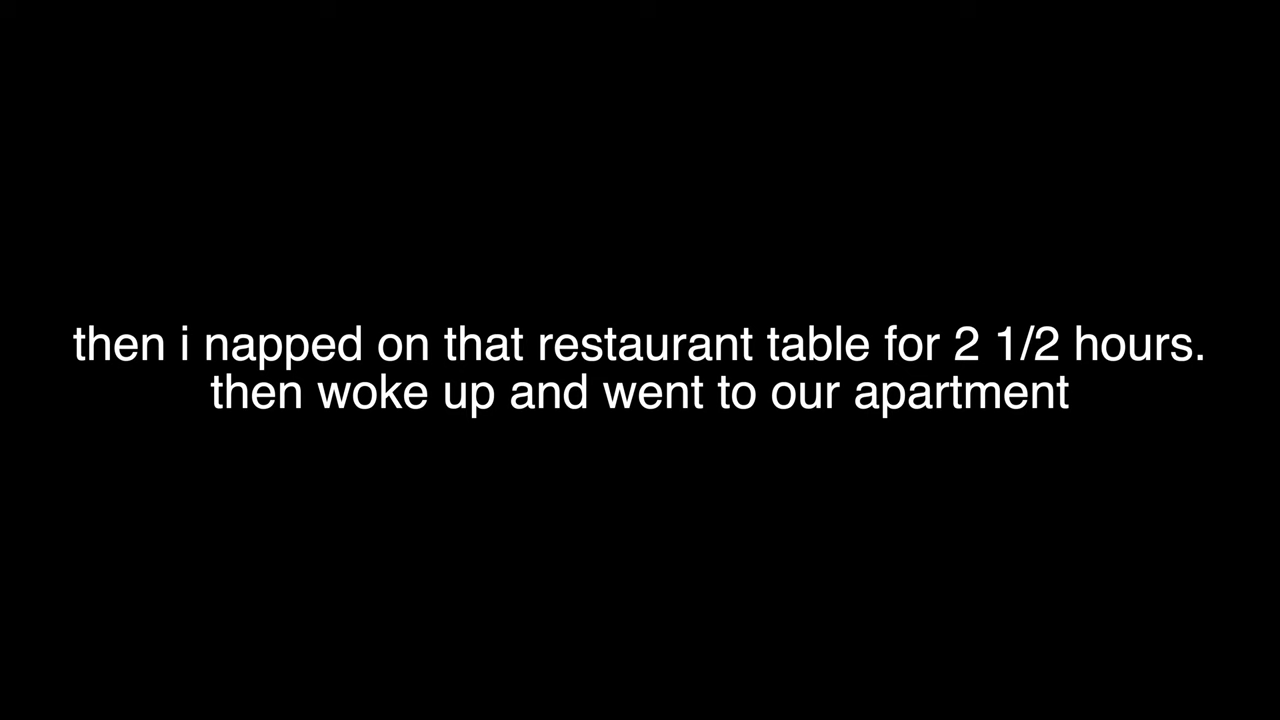 then i napped on that restaurant table for 2 1/2 hours.
then woke up and went to our apartment